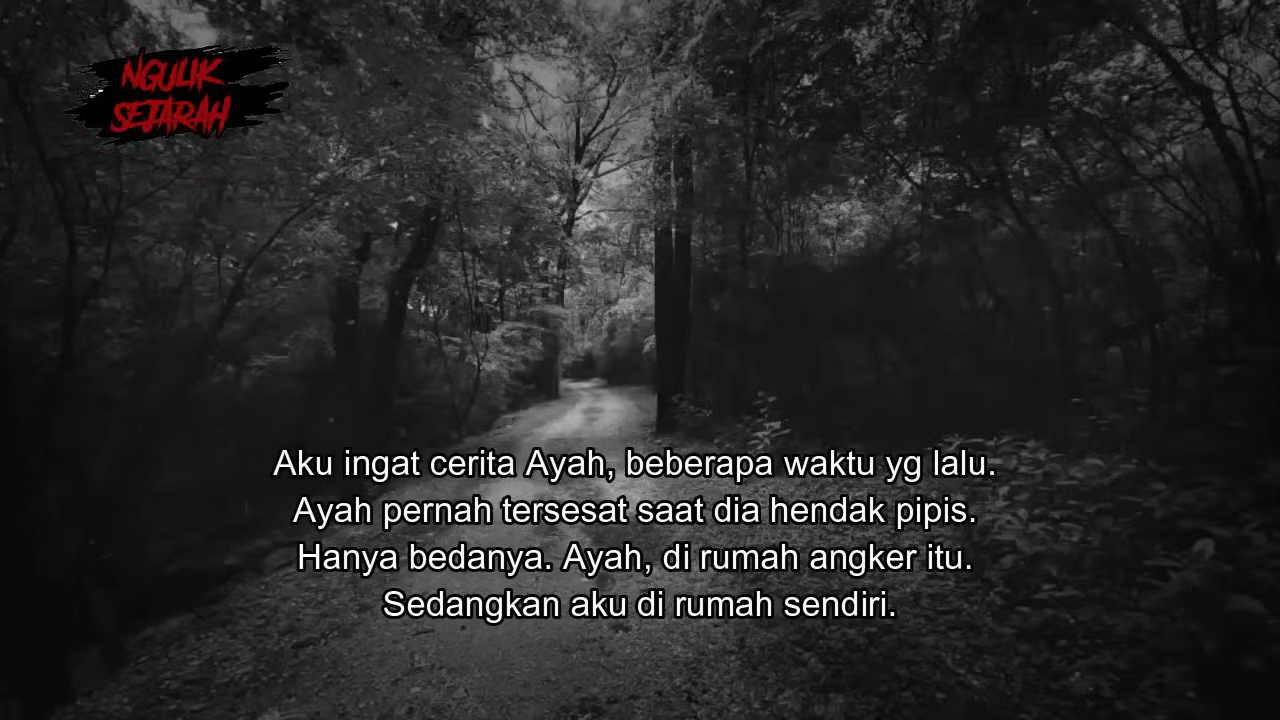 NGULIK
SEJARAH
Aku ingat cerita Ayah, beberapa waktu yg lalu.
Ayah pernah tersesat saat dia hendak pipis.
Hanya bedanya. Ayah, di rumah angker itu.
Sedangkan aku di rumah sendiri.